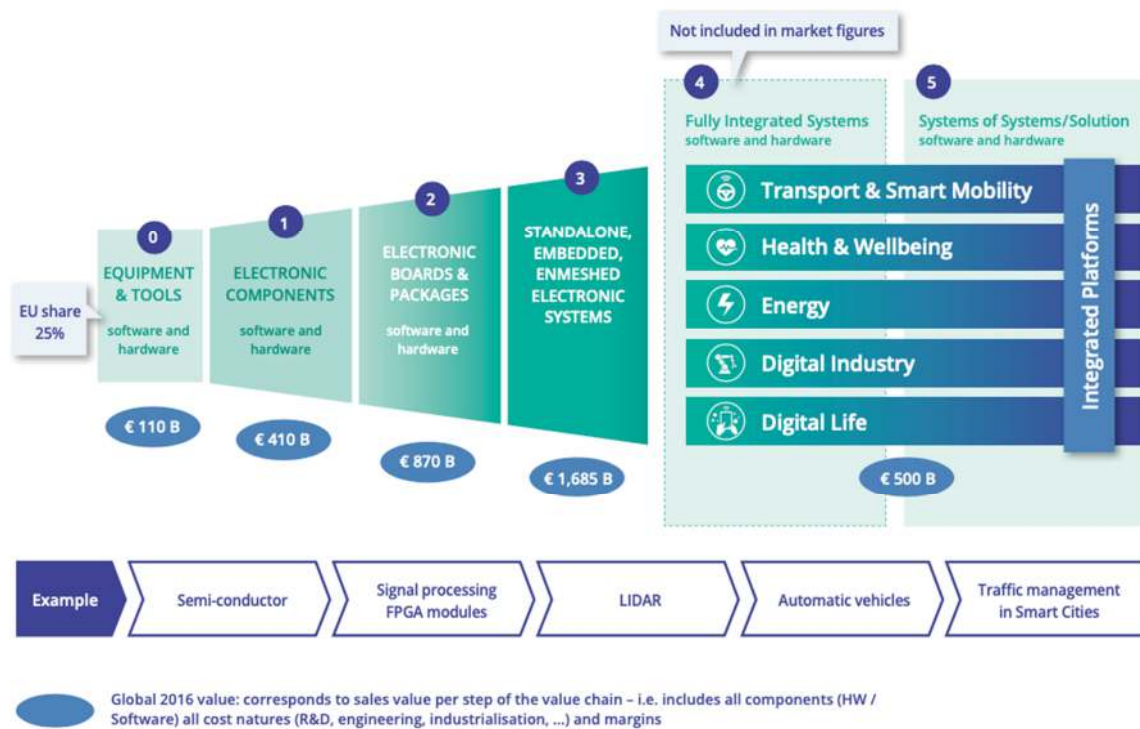 Not included in market figures
4
5
Fully Integrated Systems
software and hardware
Systems of Systems/Solution
software and hardware
3
2
1
0
STANDALONE,
EMBEDDED,
ENMESHED
ELECTRONIC
SYSTEMS
ELECTRONIC
BOARDS &
PACKAGES
software and
hardware
ELECTRONIC
COMPONENTS
software and
hardware
EQUIPMENT
& TOOLS
software and
hardware
EU share
25%
Transport & Smart Mobility
Health & Wellbeing
Energy
Digital Industry
Digital Life
Integrated Platforms
€ 110 B
€ 410 B
€ 870 B
€ 1,685 B
€ 500 B
Example
Semi-conductor
Signal processing
FPGA modules
LIDAR
Automatic vehicles
Traffic management
in Smart Cities
Global 2016 value: corresponds to sales value per step of the value chain – i.e. includes all components (HW /
Software) all cost natures (R&D, engineering, industrialisation, ...) and margins